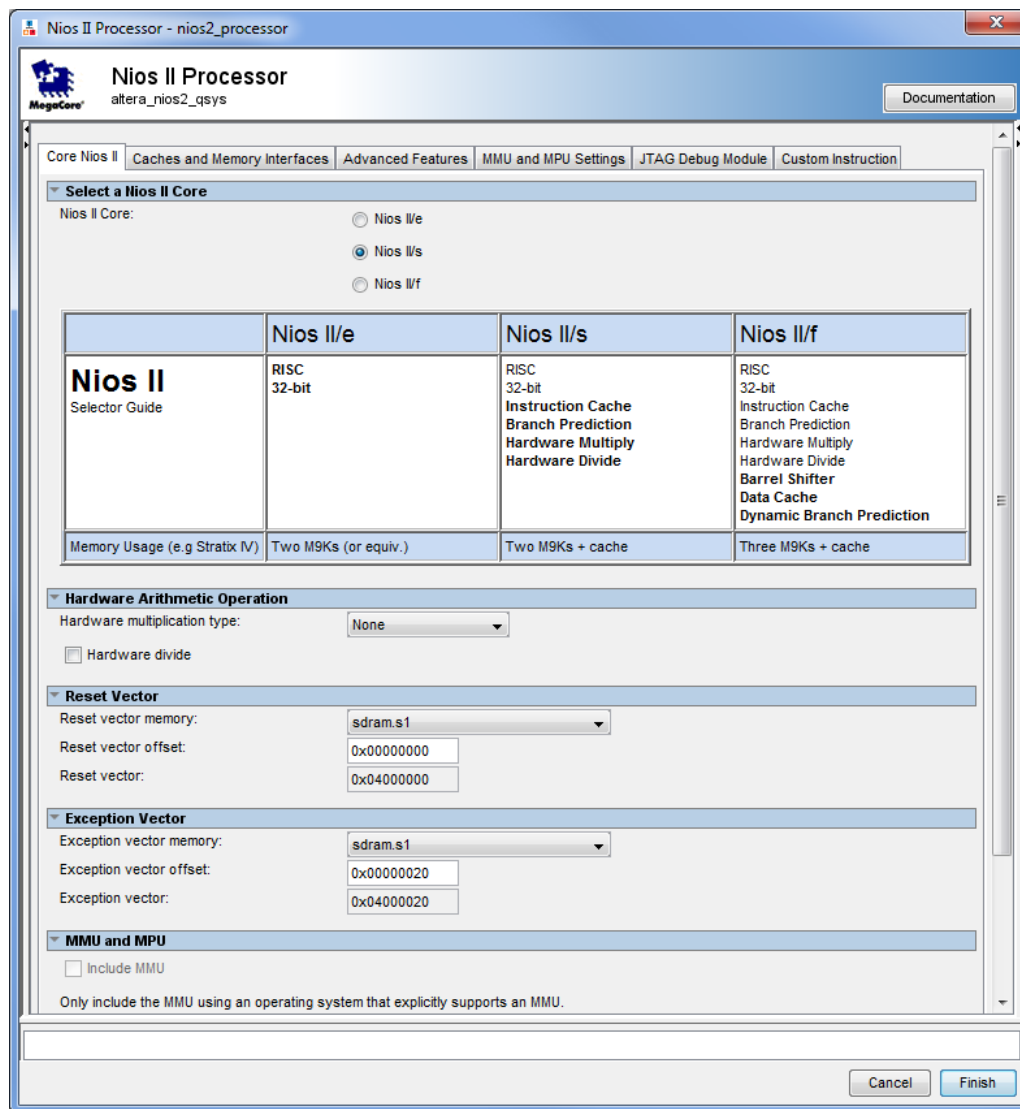 Nios II Processor - nios2_processor
MegaCore®
Nios II Processor
altera_nios2_qsys
Documentation
Core Nios II Caches and Memory Interfaces Advanced Features MMU and MPU Settings JTAG Debug Module Custom Instruction
Select a Nios II Core
Nios II Core:
Nios II/e
Nios II/s
Nios II/f
Nios II/e Nios II/s Nios II/f
Nios II
Selector Guide
RISC
32-bit
RISC
32-bit
Instruction Cache
Branch Prediction
Hardware Multiply
Hardware Divide
RISC
32-bit
Instruction Cache
Branch Prediction
Hardware Multiply
Hardware Divide
Barrel Shifter
Data Cache
Dynamic Branch Prediction
Memory Usage (e.g Stratix IV) Two M9Ks (or equiv.) Two M9Ks + cache Three M9Ks + cache
Hardware Arithmetic Operation
Hardware multiplication type: None
Hardware divide
Reset Vector
Reset vector memory: sdram.s1
Reset vector offset: 0x00000000
Reset vector: 0x04000000
Exception Vector
Exception vector memory: sdram.s1
Exception vector offset: 0x00000020
Exception vector: 0x04000020
MMU and MPU
Include MMU
Only include the MMU using an operating system that explicitly supports an MMU.
Cancel Finish